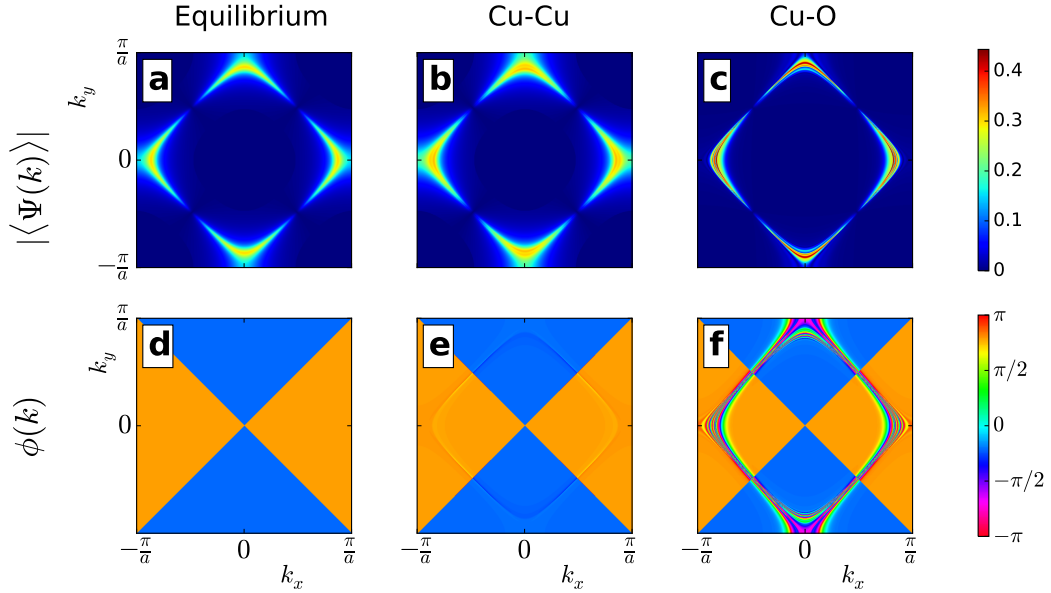 Equilibrium Cu-Cu Cu-O
π/a a b c 0.4
k_y 0.3
|⟨Ψ(k)⟩| 0 0.2
0.1
−π/a 0
π/a d e f π
k_y π/2
ϕ(k) 0 0
−π/2
−π
−π/a 0 π/a −π/a 0 π/a −π/a 0 π/a
k_x k_x k_x